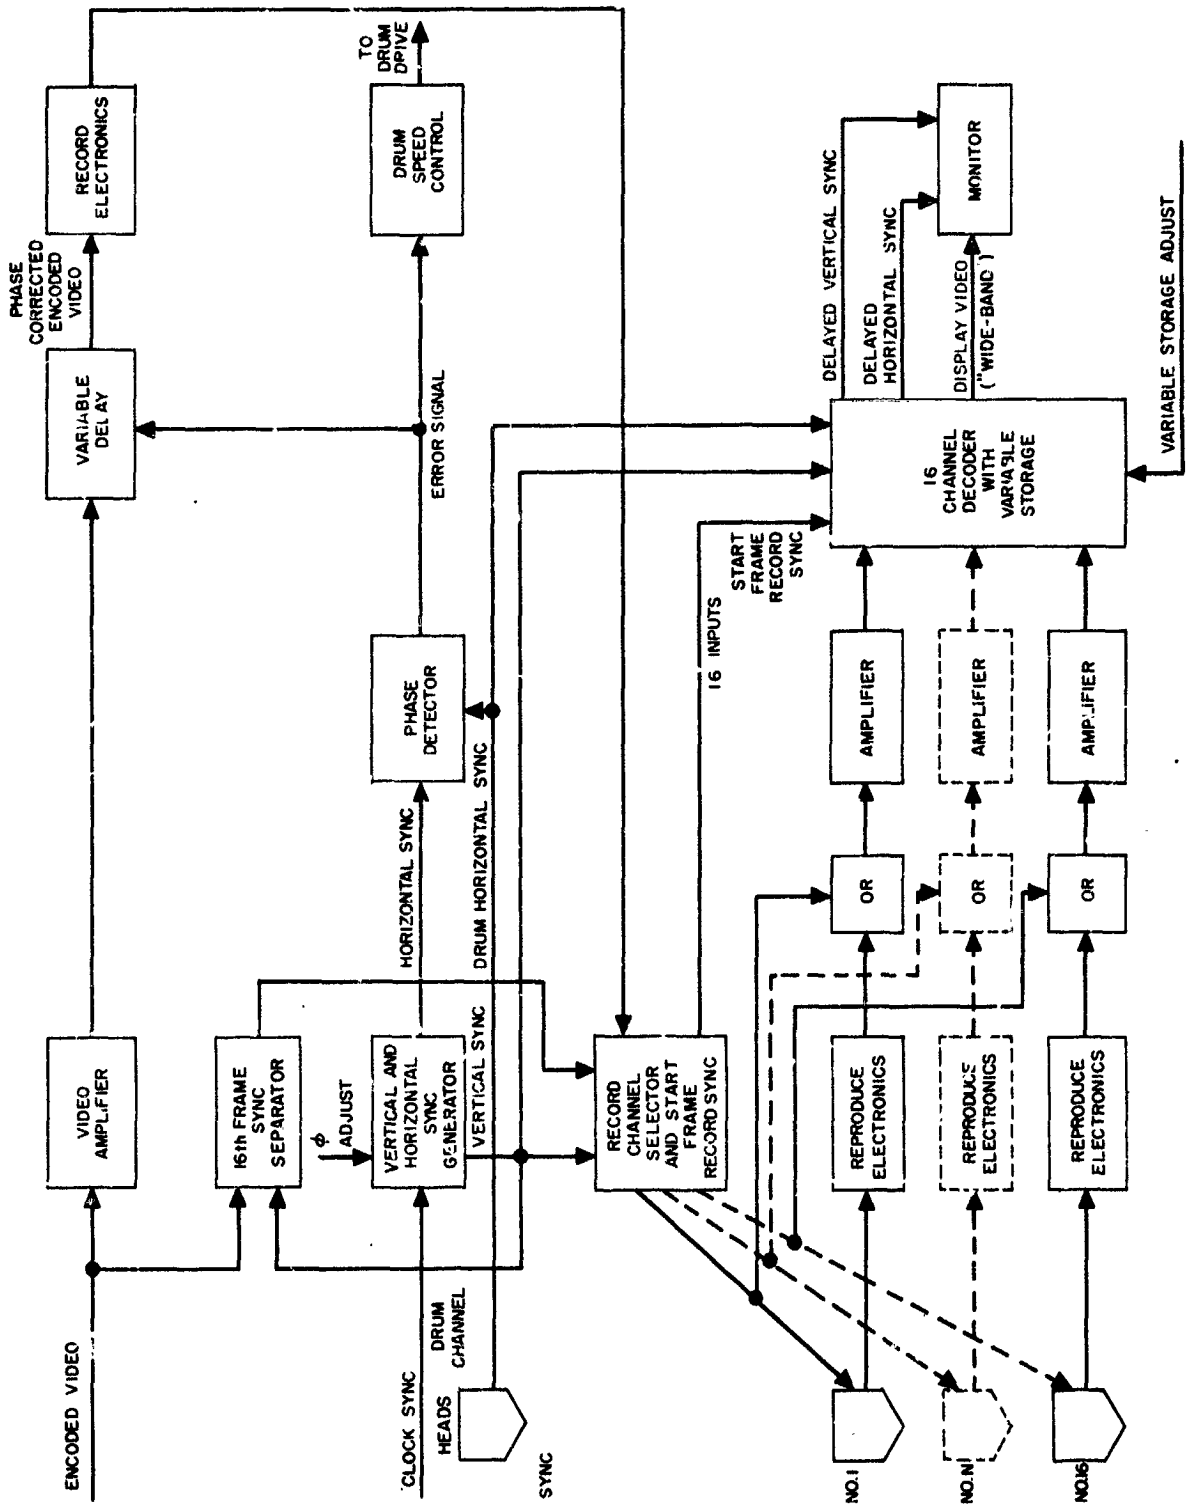 ENCODED VIDEO
VIDEO
AMPLIFIER
VARIABLE
DELAY
PHASE
CORRECTED
ENCODED
VIDEO
RECORD
ELECTRONICS
16th FRAME
SYNC
SEPARATOR
ϕ
ADJUST
CLOCK SYNC
VERTICAL AND
HORIZONTAL
SYNC
GENERATOR
HORIZONTAL SYNC
PHASE
DETECTOR
ERROR SIGNAL
DRUM
SPEED
CONTROL
TO
DRUM
DRIVE
HEADS
DRUM
CHANNEL
SYNC
VERTICAL SYNC
DRUM HORIZONTAL SYNC
RECORD
CHANNEL
SELECTOR
AND START
FRAME
RECORD SYNC
16 INPUTS
START
FRAME
RECORD
SYNC
NO.1
REPRODUCE
ELECTRONICS
OR
AMPLIFIER
NO.N
REPRODUCE
ELECTRONICS
OR
AMPLIFIER
NO.16
REPRODUCE
ELECTRONICS
OR
AMPLIFIER
16
CHANNEL
DECODER
WITH
VARIABLE
STORAGE
DELAYED VERTICAL SYNC
DELAYED
HORIZONTAL SYNC
DISPLAY VIDEO
("WIDE-BAND")
MONITOR
VARIABLE STORAGE ADJUST